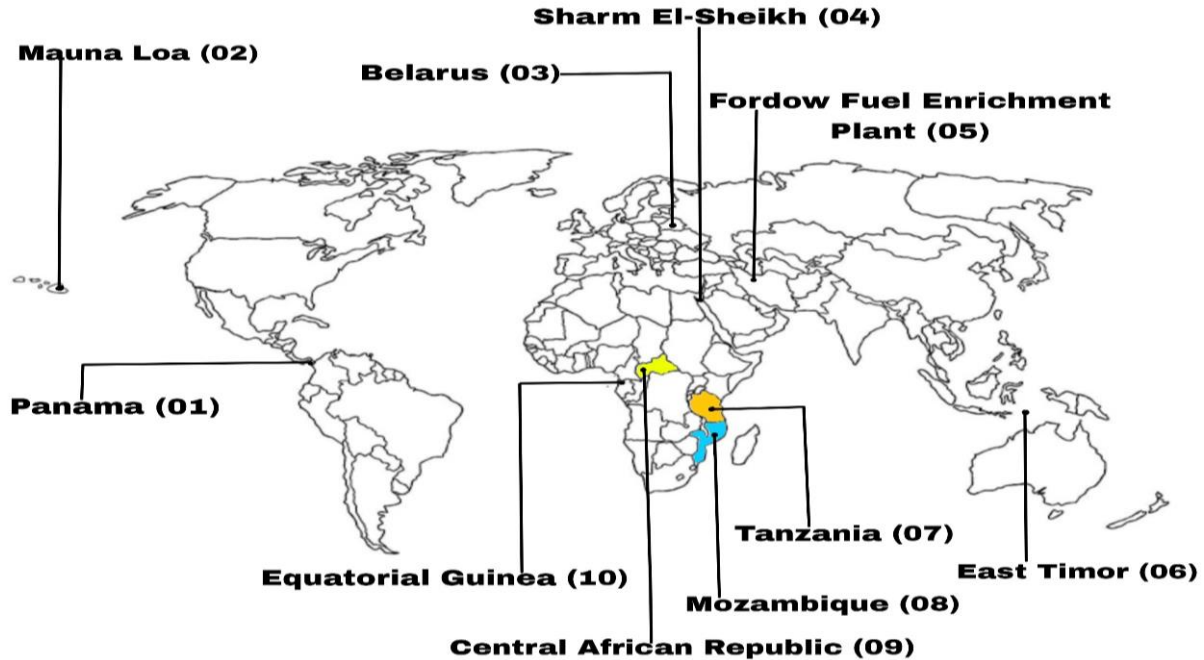 Sharm El-Sheikh (04)
Mauna Loa (02)
Belarus (03)
Fordow Fuel Enrichment
Plant (05)
Panama (01)
Tanzania (07)
East Timor (06)
Equatorial Guinea (10)
Mozambique (08)
Central African Republic (09)